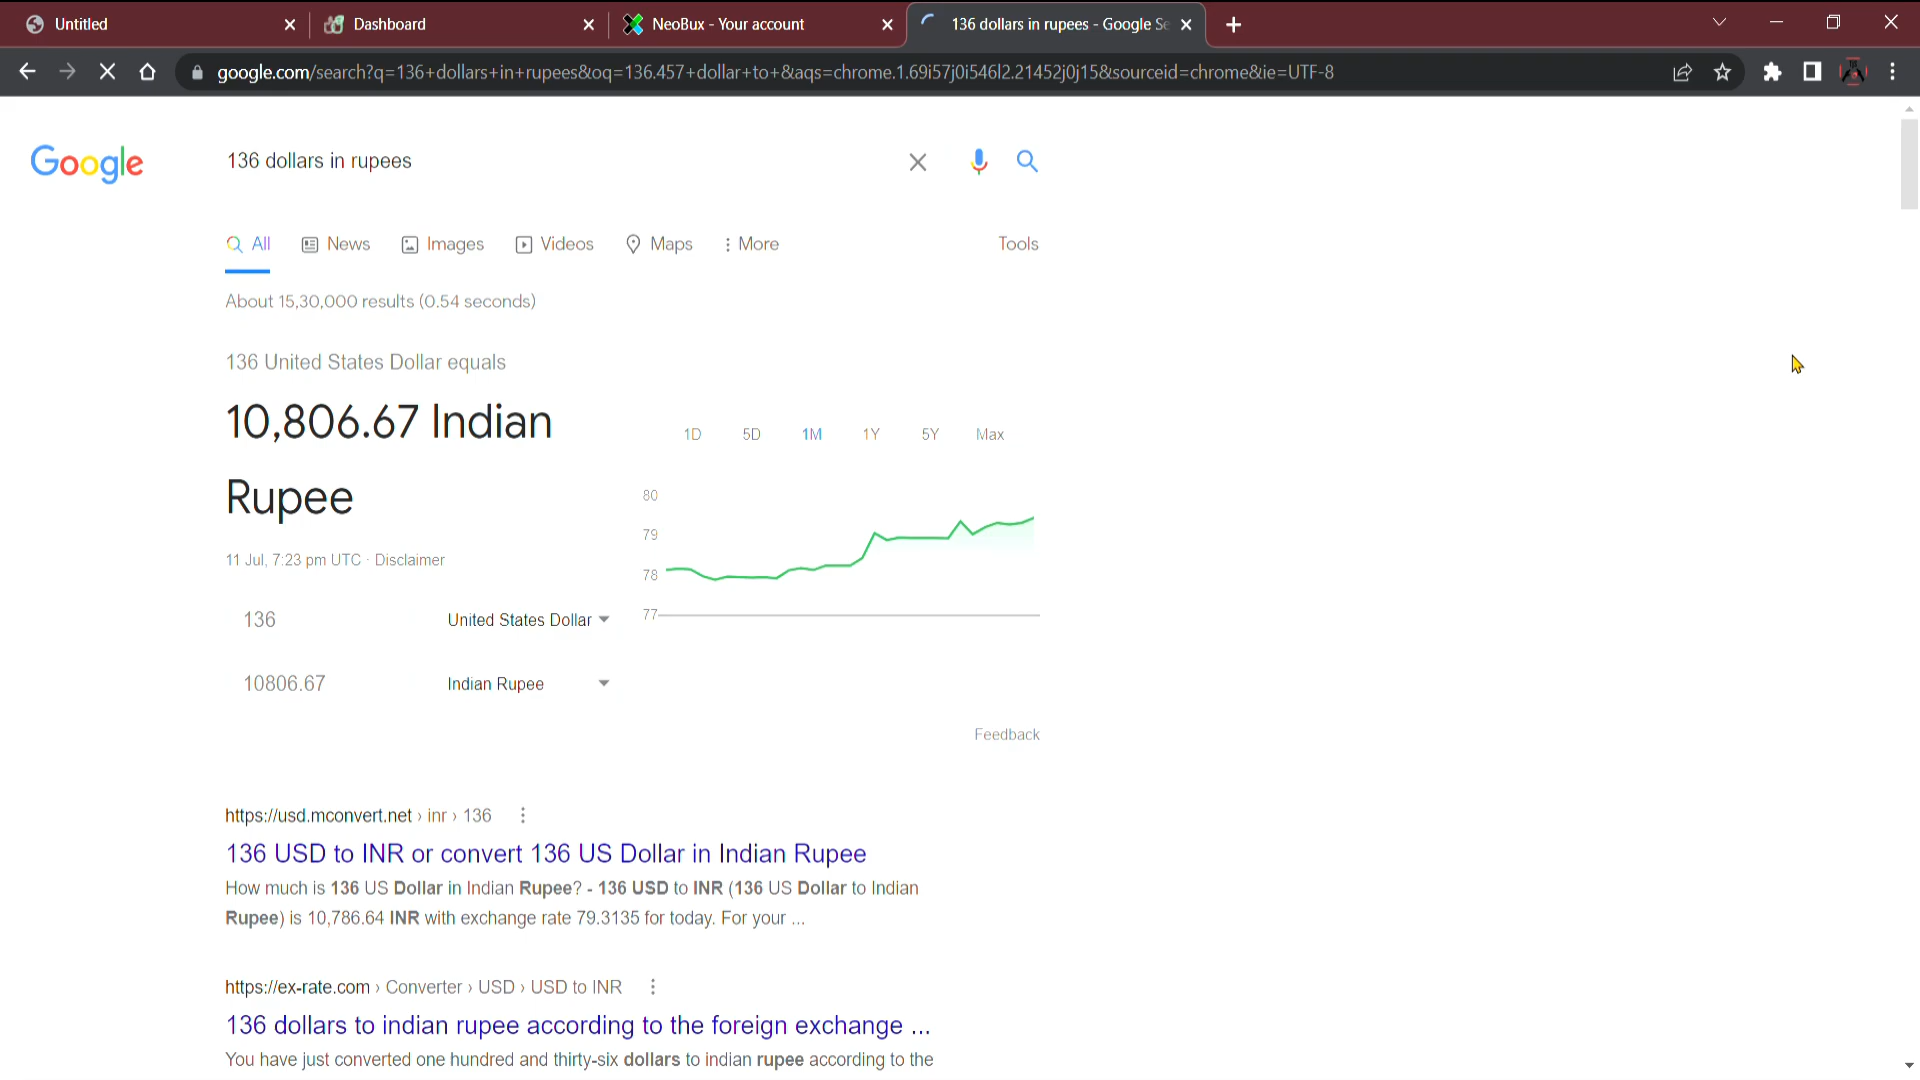 Untitled
Dashboard
NeoBux - Your account
136 dollars in rupees - Google Se
google.com/search?q=136+dollars+in+rupees&oq=136.457+dollar+to+&aqs=chrome.1.69i57j0i546l2.21452j0j15&sourceid=chrome&ie=UTF-8
Google
136 dollars in rupees
All
News
Images
Videos
Maps
More
Tools
About 15,30,000 results (0.54 seconds)
136 United States Dollar equals
10,806.67 Indian
Rupee
11 Jul, 7:23 pm UTC · Disclaimer
136
United States Dollar
10806.67
Indian Rupee
1D
5D
1M
1Y
5Y
Max
80
79
78
77
Feedback
https://usd.mconvert.net › inr › 136
136 USD to INR or convert 136 US Dollar in Indian Rupee
How much is 136 US Dollar in Indian Rupee? - 136 USD to INR (136 US Dollar to Indian
Rupee) is 10,786.64 INR with exchange rate 79.3135 for today. For your ...
https://ex-rate.com › Converter › USD › USD to INR
136 dollars to indian rupee according to the foreign exchange ...
You have just converted one hundred and thirty-six dollars to indian rupee according to the